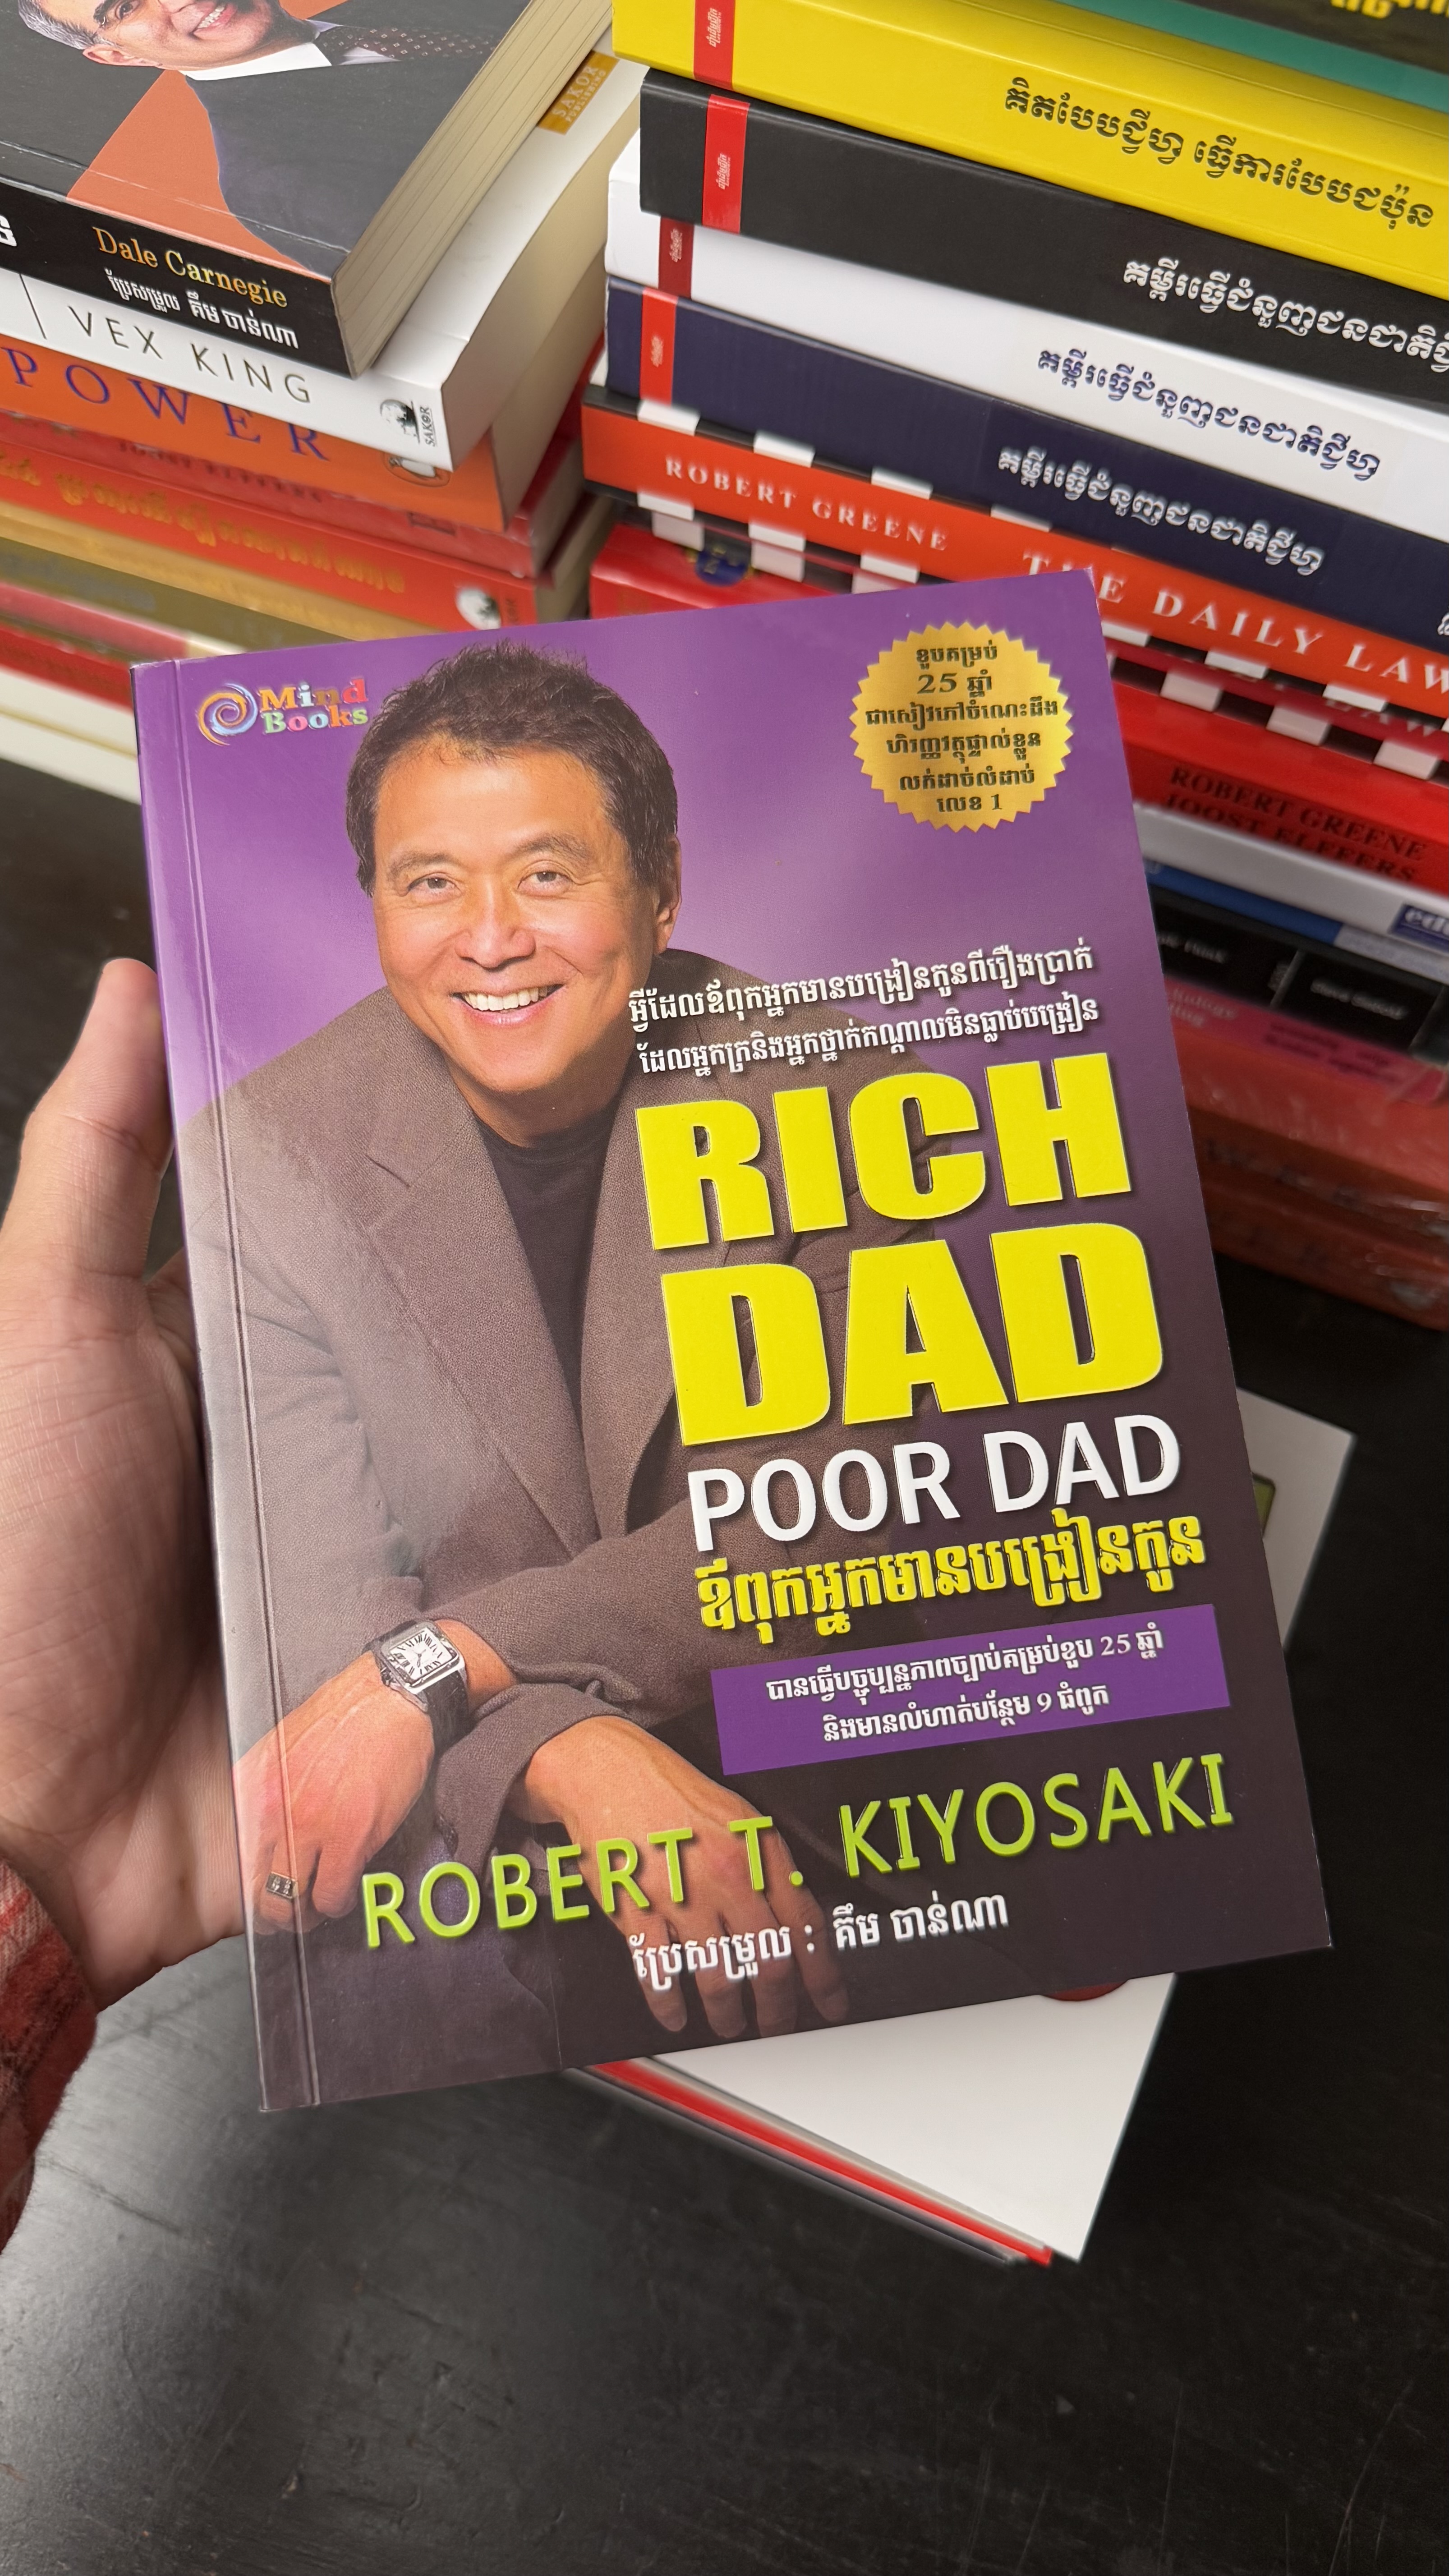 Dale Carnegie
ប្រែសម្រួល គឹម ចាន់ណា
VEX KING
SAKOR
POWER
SAKOR
គិតបែបជ្វីហ្វ ធ្វើការបែបជប៉ុន
គម្ពីរធ្វើជំនួញជនជាតិ
គម្ពីរធ្វើជំនួញជនជាតិជ្វីហ្វ
គម្ពីរធ្វើជំនួញជនជាតិជ្វីហ្វ
ROBERT GREENE THE DAILY LAW
ROBERT GREENE
JOOST ELFFERS
Mind
Books
ខួបគម្រប់
25 ឆ្នាំ
ជាសៀវភៅចំណេះដឹង
ហិរញ្ញវត្ថុផ្ទាល់ខ្លួន
លក់ដាច់លំដាប់
លេខ 1
អ្វីដែលឪពុកអ្នកមានបង្រៀនកូនពីរឿងប្រាក់
ដែលអ្នកក្រនិងអ្នកថ្នាក់កណ្ដាលមិនធ្លាប់បង្រៀន
RICH
DAD
POOR DAD
ឪពុកអ្នកមានបង្រៀនកូន
បានធ្វើបច្ចុប្បន្នភាពច្បាប់គម្រប់ខួប 25 ឆ្នាំ
និងមានលំហាត់បន្ថែម 9 ជំពូក
ROBERT T. KIYOSAKI
ប្រែសម្រួល : គឹម ចាន់ណា